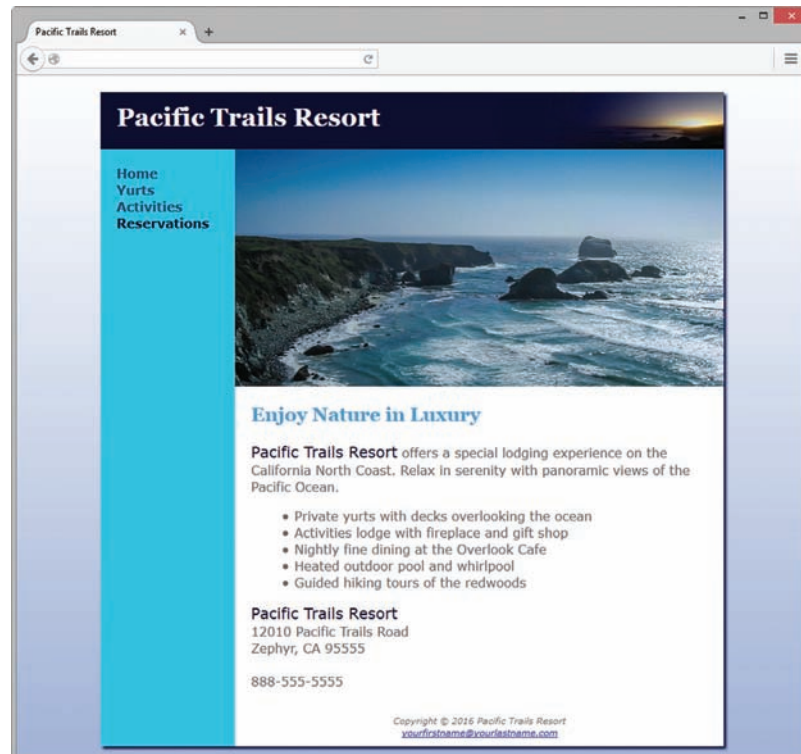 Pacific Trails Resort
Pacific Trails Resort
Home
Yurts
Activities
Reservations
Enjoy Nature in Luxury
Pacific Trails Resort offers a special lodging experience on the
California North Coast. Relax in serenity with panoramic views of the
Pacific Ocean.
• Private yurts with decks overlooking the ocean
• Activities lodge with fireplace and gift shop
• Nightly fine dining at the Overlook Cafe
• Heated outdoor pool and whirlpool
• Guided hiking tours of the redwoods
Pacific Trails Resort
12010 Pacific Trails Road
Zephyr, CA 95555
888-555-5555
Copyright © 2016 Pacific Trails Resort
yourfirstname@yourlastname.com